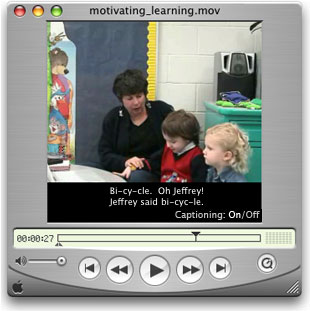 motivating_learning.mov
Bi-cy-cle.  Oh Jeffrey!
Jeffrey said bi-cyc-le.
Captioning: On/Off
00:00:27